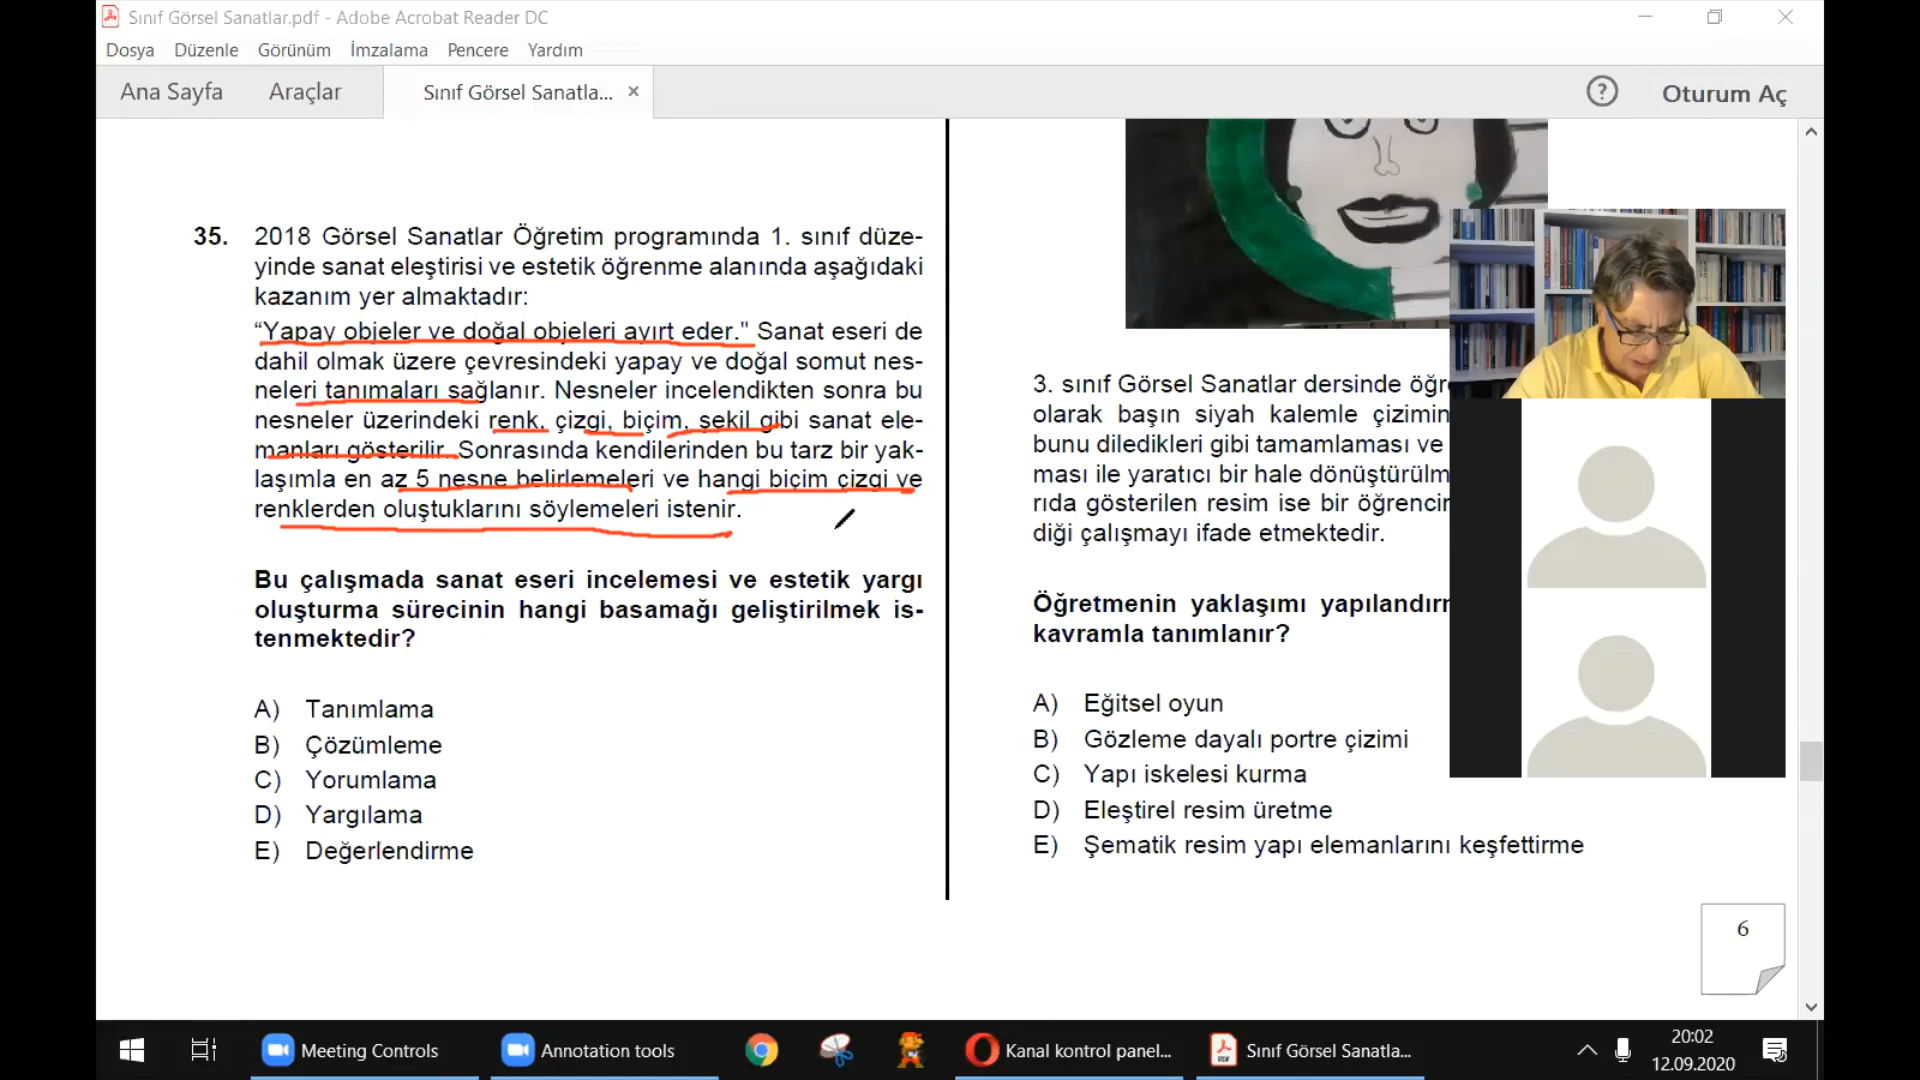 Sınıf Görsel Sanatlar.pdf - Adobe Acrobat Reader DC
Dosya Düzenle Görünüm İmzalama Pencere Yardım
Ana Sayfa Araçlar Sınıf Görsel Sanatla... × ? Oturum Aç
35. 2018 Görsel Sanatlar Öğretim programında 1. sınıf düze-
yinde sanat eleştirisi ve estetik öğrenme alanında aşağıdaki
kazanım yer almaktadır:
“Yapay objeler ve doğal objeleri ayırt eder." Sanat eseri de
dahil olmak üzere çevresindeki yapay ve doğal somut nes-
neleri tanımaları sağlanır. Nesneler incelendikten sonra bu
nesneler üzerindeki renk, çizgi, biçim, şekil gibi sanat ele-
manları gösterilir. Sonrasında kendilerinden bu tarz bir yak-
laşımla en az 5 nesne belirlemeleri ve hangi biçim çizgi ve
renklerden oluştuklarını söylemeleri istenir.
Bu çalışmada sanat eseri incelemesi ve estetik yargı
oluşturma sürecinin hangi basamağı geliştirilmek is-
tenmektedir?
A) Tanımlama
B) Çözümleme
C) Yorumlama
D) Yargılama
E) Değerlendirme
3. sınıf Görsel Sanatlar dersinde
olarak başın siyah kalemle
bunu diledikleri gibi tamamlaması ve
ması ile yaratıcı bir hale
rıda gösterilen resim ise bir
diği çalışmayı ifade etmektedir.
Öğretmenin yaklaşımı
kavramla tanımlanır?
A) Eğitsel oyun
B) Gözleme dayalı portre çizimi
C) Yapı iskelesi kurma
D) Eleştirel resim üretme
E) Şematik resim yapı elemanlarını keşfettirme
6
Meeting Controls Annotation tools Kanal kontrol panel... Sınıf Görsel Sanatla... 20:02
12.09.2020